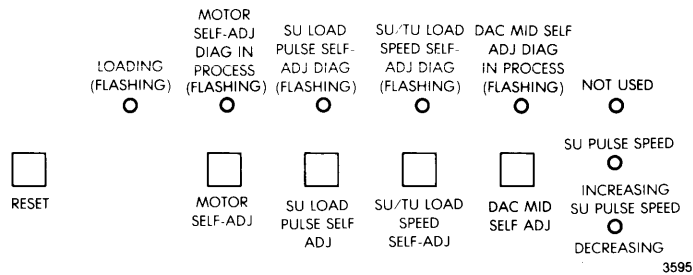 LOADING
(FLASHING)
MOTOR
SELF-ADJ
DIAG IN
PROCESS
(FLASHING)
SU LOAD
PULSE SELF-
ADJ DIAG
(FLASHING)
SU/TU LOAD
SPEED SELF-
ADJ DIAG
(FLASHING)
DAC MID SELF
ADJ DIAG
IN PROCESS
(FLASHING)
NOT USED
SU PULSE SPEED
INCREASING
SU PULSE SPEED
DECREASING
RESET
MOTOR
SELF-ADJ
SU LOAD
PULSE SELF
ADJ
SU/TU LOAD
SPEED
SELF-ADJ
DAC MID
SELF ADJ
3595